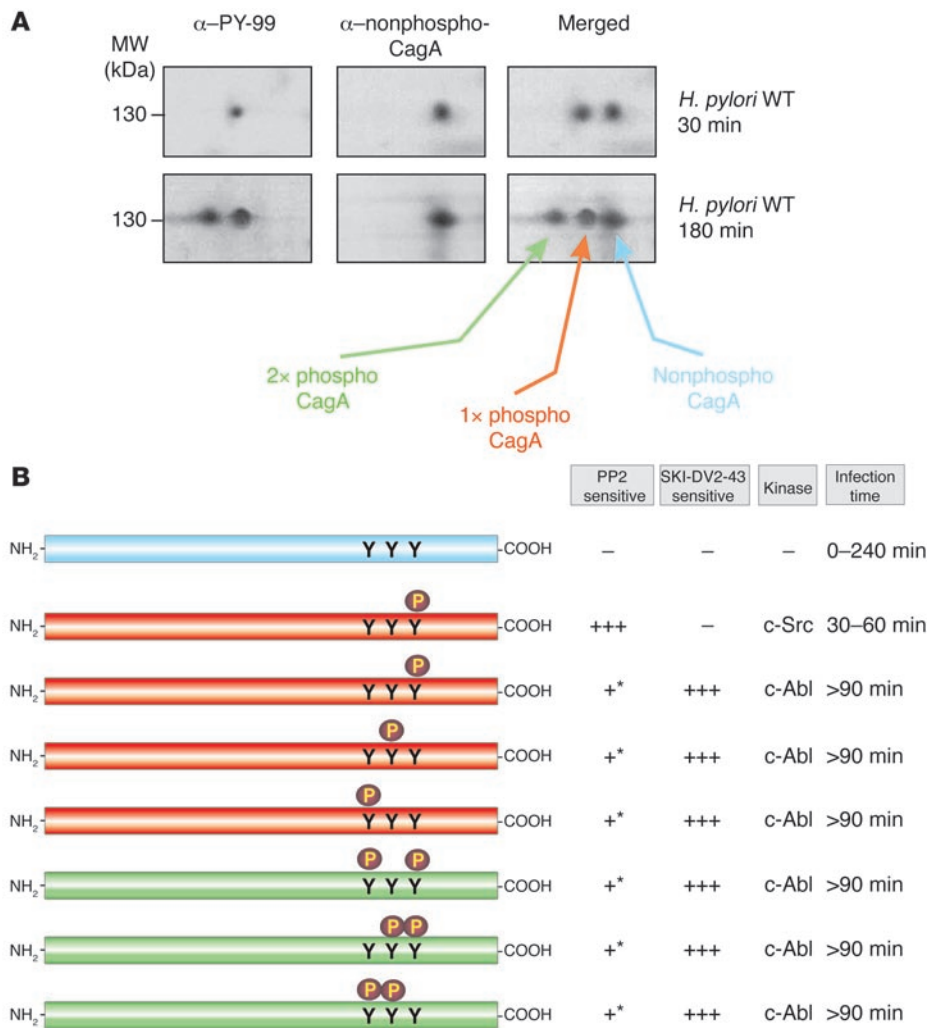 A
α–PY-99
α–nonphospho-
CagA
Merged
MW
(kDa)
130
H. pylori WT
30 min
130
H. pylori WT
180 min
2× phospho
CagA
1× phospho
CagA
Nonphospho
CagA
B
PP2
sensitive
SKI-DV2-43
sensitive
Kinase
Infection
time
NH2 Y Y Y -COOH – – – 0–240 min
P
NH2 Y Y Y -COOH +++ – c-Src 30–60 min
P
NH2 Y Y Y -COOH +* +++ c-Abl >90 min
P
NH2 Y Y Y -COOH +* +++ c-Abl >90 min
P
NH2 Y Y Y -COOH +* +++ c-Abl >90 min
P P
NH2 Y Y Y -COOH +* +++ c-Abl >90 min
P P
NH2 Y Y Y -COOH +* +++ c-Abl >90 min
P P
NH2 Y Y Y -COOH +* +++ c-Abl >90 min